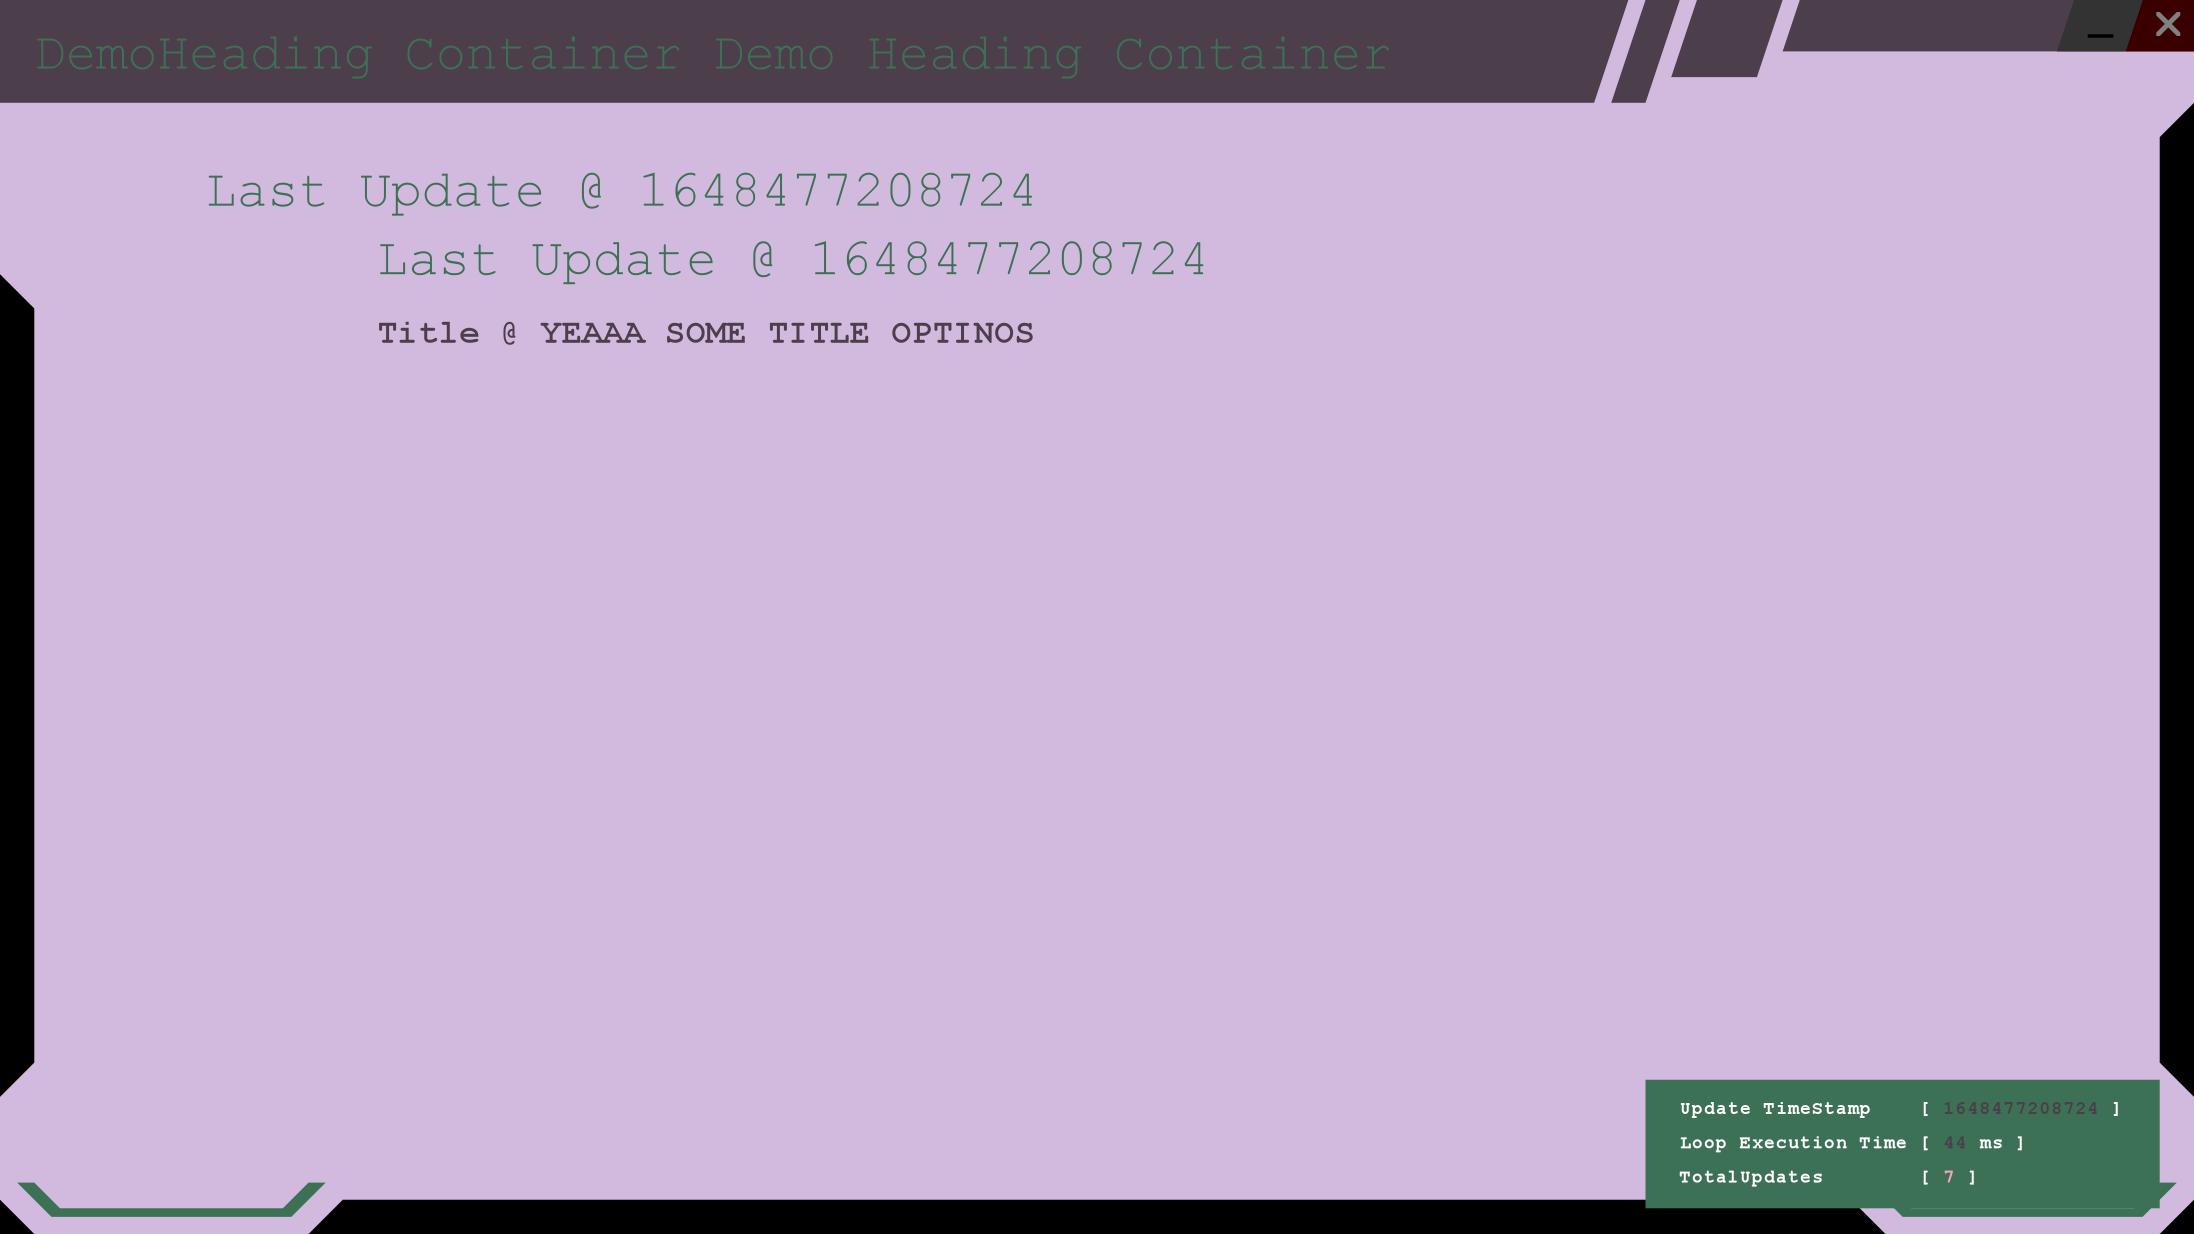 DemoHeading Container Demo Heading Container
Last Update @ 1648477208724
Last Update @ 1648477208724
Title @ YEAAA SOME TITLE OPTINOS
Update TimeStamp [ 1648477208724 ]
Loop Execution Time [ 44 ms ]
TotalUpdates [ 7 ]